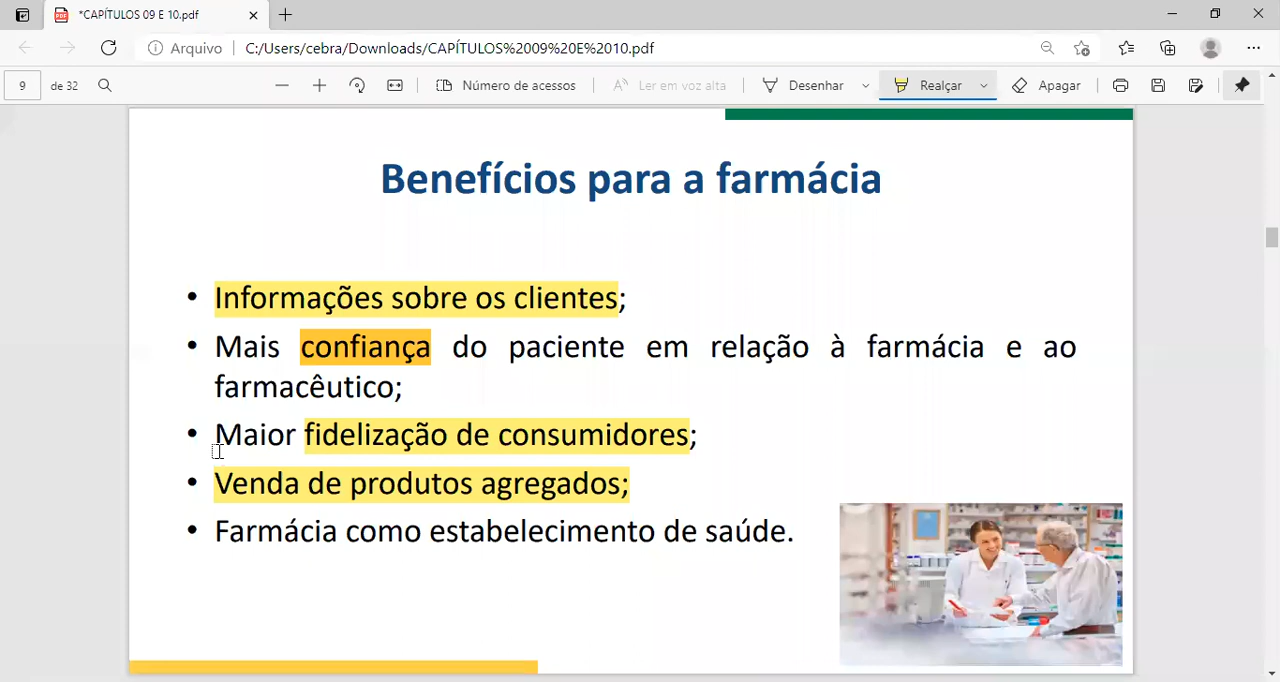 *CAPÍTULOS 09 E 10.pdf
Arquivo
C:/Users/cebra/Downloads/CAPÍTULOS%2009%20E%2010.pdf
9 de 32
Número de acessos
Ler em voz alta
Desenhar
Realçar
Apagar
Benefícios para a farmácia
• Informações sobre os clientes;
• Mais confiança do paciente em relação à farmácia e ao
farmacêutico;
• Maior fidelização de consumidores;
• Venda de produtos agregados;
• Farmácia como estabelecimento de saúde.